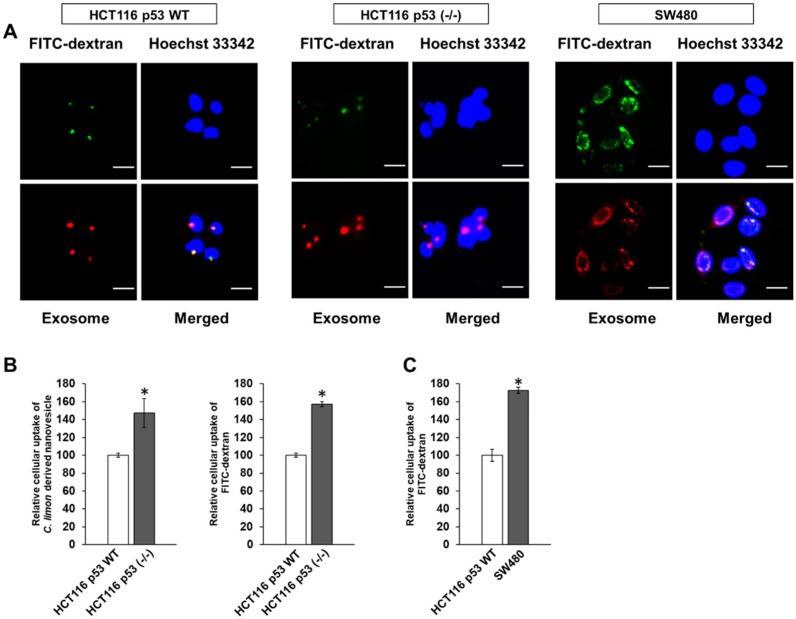 HCT116 p53 WT
HCT116 p53 (-/-)
SW480
A
FITC-dextran
Hoechst 33342
FITC-dextran
Hoechst 33342
FITC-dextran
Hoechst 33342
Exosome
Merged
Exosome
Merged
Exosome
Merged
B
Relative cellular uptake of
C. limon derived nanovesicle
180
160
140
120
100
80
60
40
20
0
*
HCT116 p53 WT
HCT116 p53 (-/-)
Relative cellular uptake of
FITC-dextran
180
160
140
120
100
80
60
40
20
0
*
HCT116 p53 WT
HCT116 p53 (-/-)
C
Relative cellular uptake of
FITC-dextran
180
160
140
120
100
80
60
40
20
0
*
HCT116 p53 WT
SW480